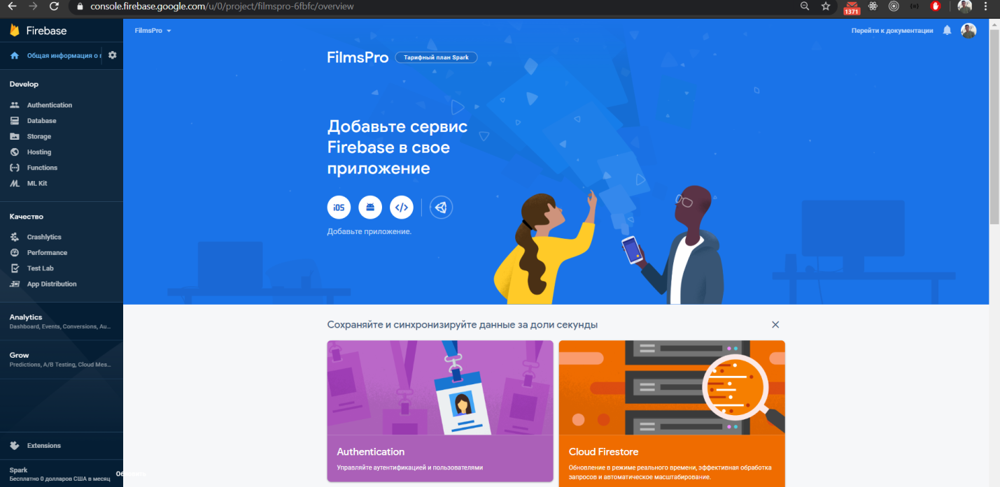 console.firebase.google.com/u/0/project/filmspro-6fbfc/overview
1371
Firebase
FilmsPro
Перейти к документации
Общая информация о
FilmsPro
Тарифный план Spark
Develop
Authentication
Database
Storage
Hosting
Functions
ML Kit
Качество
Crashlytics
Performance
Test Lab
App Distribution
Analytics
Dashboard, Events, Conversions, Au...
Grow
Predictions, A/B Testing, Cloud Mes...
Extensions
Spark
Бесплатно 0 долларов США в месяц
Добавьте сервис
Firebase в свое
приложение
iOS
Добавьте приложение.
Сохраняйте и синхронизируйте данные за доли секунды
Authentication
Управляйте аутентификацией и пользователями
Cloud Firestore
Обновление в режиме реального времени, эффективная обработка
запросов и автоматическое масштабирование.